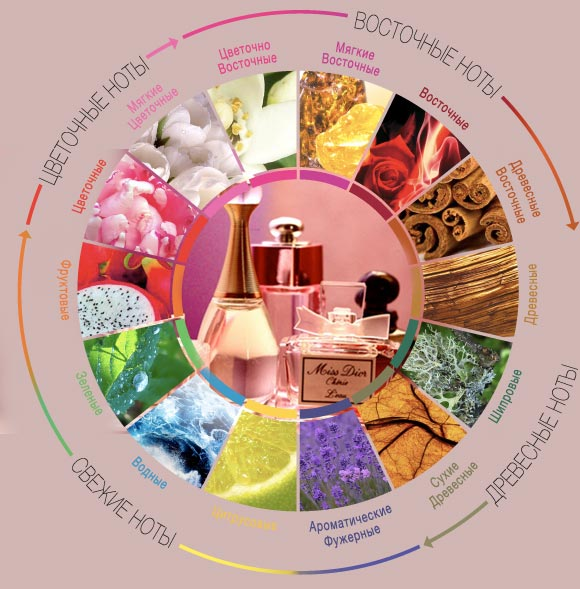 ВОСТОЧНЫЕ НОТЫ
Цветочно
Восточные
Мягкие
Восточные
Восточные
Древесные
Восточные
ДРЕВЕСНЫЕ НОТЫ
Древесные
Шипровые
Сухие
Древесные
Ароматические
Фужерные
СВЕЖИЕ НОТЫ
Цитрусовые
Водные
Зеленые
Фруктовые
ЦВЕТОЧНЫЕ НОТЫ
Цветочные
Мягкие
Цветочные
Miss Dior
Chérie
L'eau